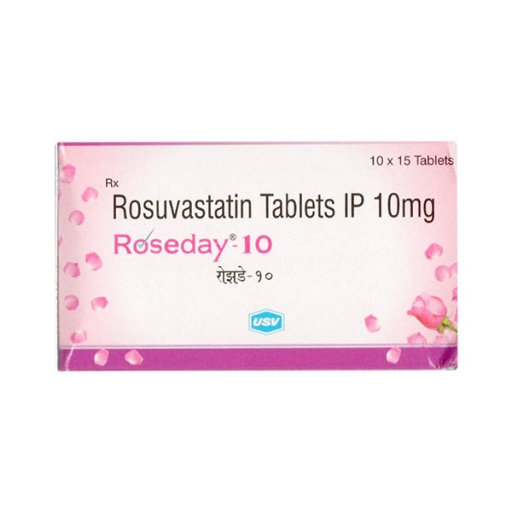 10 x 15 Tablets
Rx
Rosuvastatin Tablets IP 10mg
Roseday®-10
रोझडे-१०
USV